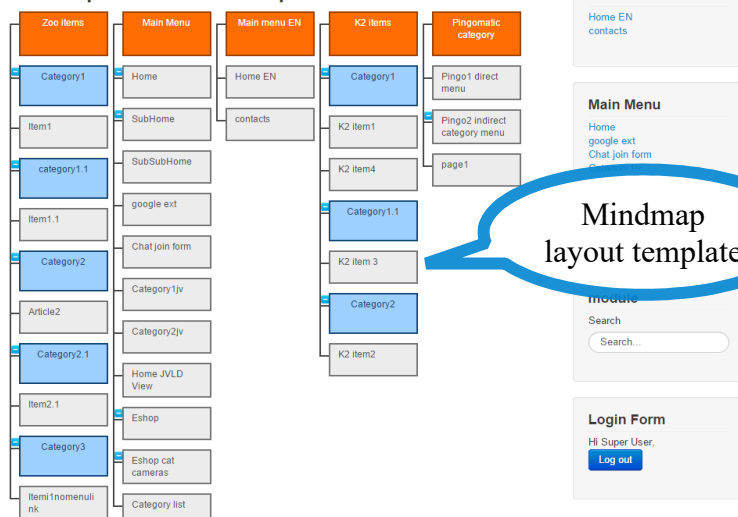 Zoo items
Category1
Item1
category1.1
Item1.1
Category2
Article2
Category2.1
Item2.1
Category3
Itemi1nomenuli
nk
Main Menu
Home
SubHome
SubSubHome
google ext
Chat join form
Category1jv
Category2jv
Home JVLD
View
Eshop
Eshop cat
cameras
Category list
Main menu EN
Home EN
contacts
K2 items
Category1
K2 item1
K2 item4
Category1.1
K2 item 3
Category2
K2 item2
Pingomatic
category
Pingo1 direct
menu
Pingo2 indirect
category menu
page1
Home EN
contacts
Main Menu
Home
google ext
Chat join form
Mindmap
layout template
module
Search
Search...
Login Form
Hi Super User,
Log out